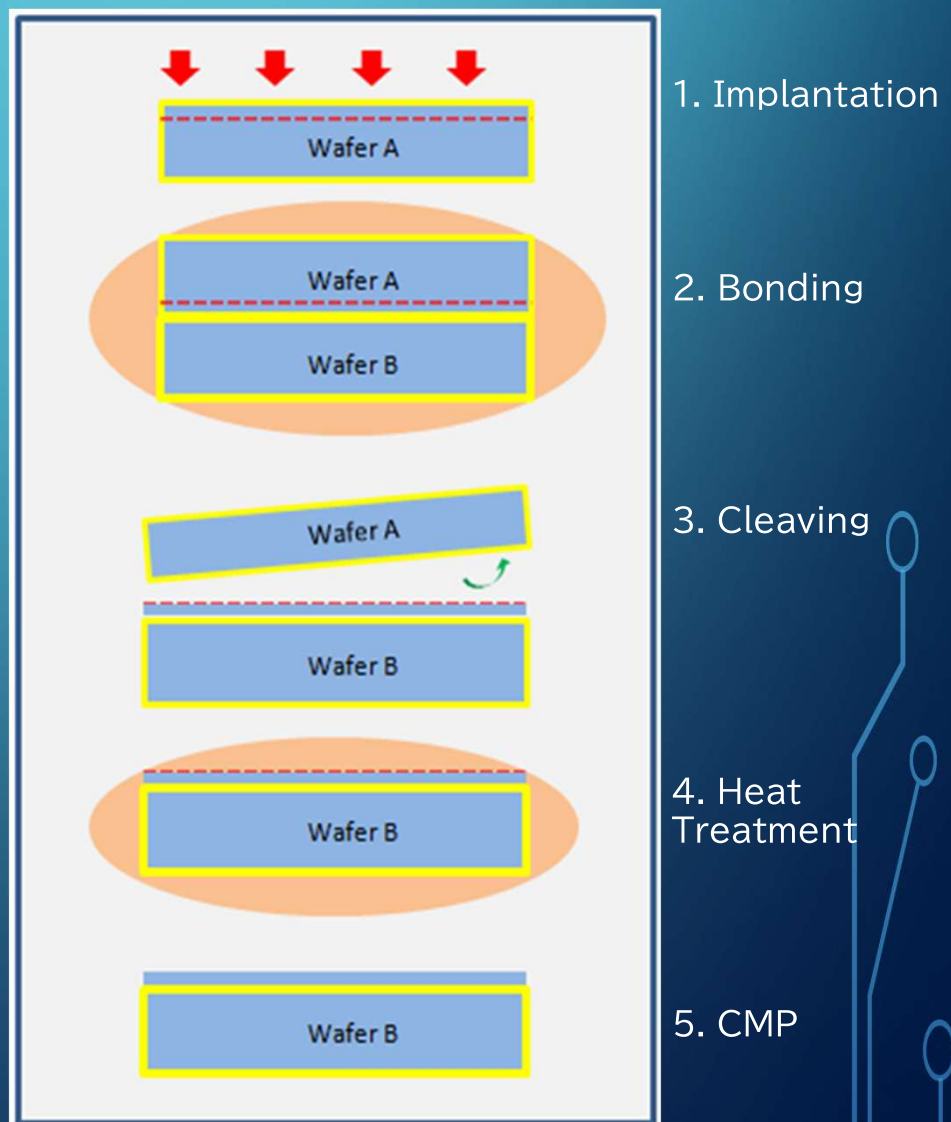 1. Implantation
Wafer A
2. Bonding
Wafer A
Wafer B
3. Cleaving
Wafer A
Wafer B
4. Heat
Treatment
Wafer B
5. CMP
Wafer B